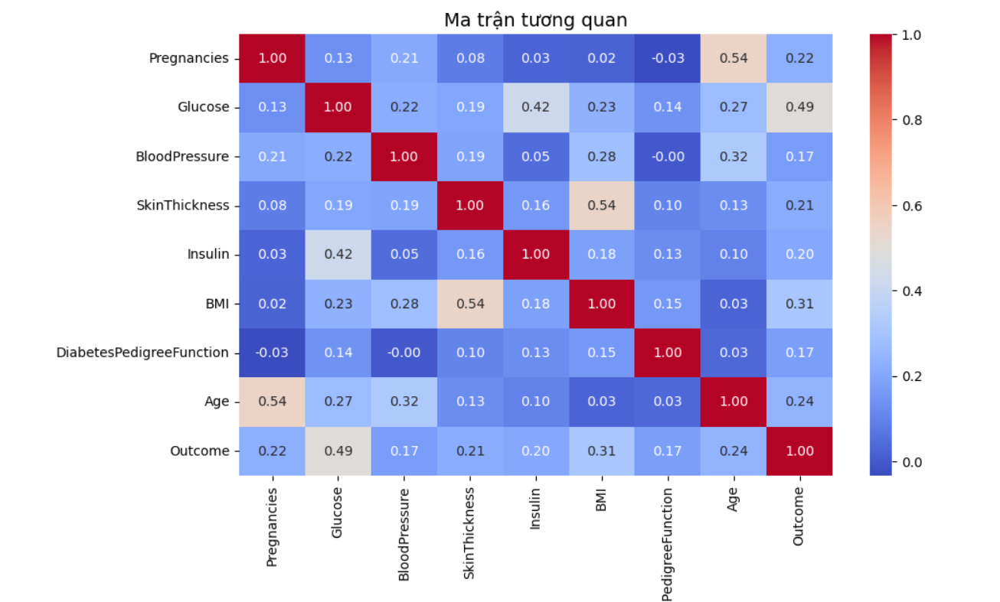 Ma trận tương quan
Pregnancies 1.00 0.13 0.21 0.08 0.03 0.02 -0.03 0.54 0.22
Glucose 0.13 1.00 0.22 0.19 0.42 0.23 0.14 0.27 0.49
BloodPressure 0.21 0.22 1.00 0.19 0.05 0.28 -0.00 0.32 0.17
SkinThickness 0.08 0.19 0.19 1.00 0.16 0.54 0.10 0.13 0.21
Insulin 0.03 0.42 0.05 0.16 1.00 0.18 0.13 0.10 0.20
BMI 0.02 0.23 0.28 0.54 0.18 1.00 0.15 0.03 0.31
DiabetesPedigreeFunction -0.03 0.14 -0.00 0.10 0.13 0.15 1.00 0.03 0.17
Age 0.54 0.27 0.32 0.13 0.10 0.03 0.03 1.00 0.24
Outcome 0.22 0.49 0.17 0.21 0.20 0.31 0.17 0.24 1.00
Pregnancies
Glucose
BloodPressure
SkinThickness
Insulin
BMI
PedigreeFunction
Age
Outcome
1.0
0.8
0.6
0.4
0.2
0.0